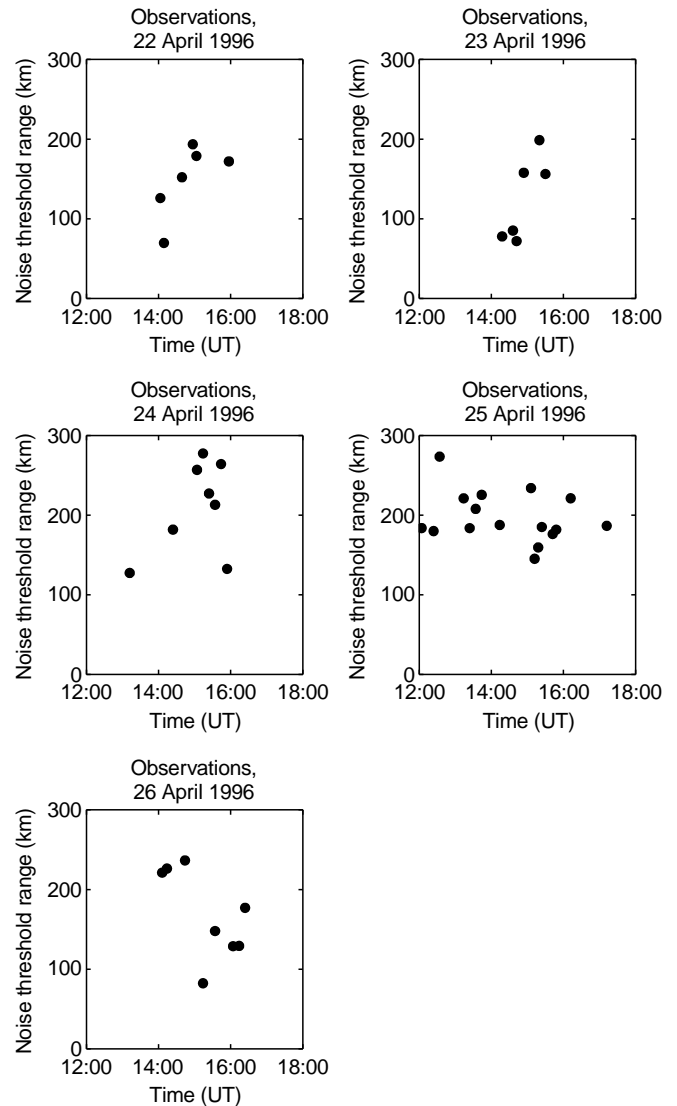 Observations,
22 April 1996
300
200
100
0
12:00 14:00 16:00 18:00
Time (UT)
Noise threshold range (km)
Observations,
23 April 1996
300
200
100
0
12:00 14:00 16:00 18:00
Time (UT)
Noise threshold range (km)
Observations,
24 April 1996
300
200
100
0
12:00 14:00 16:00 18:00
Time (UT)
Noise threshold range (km)
Observations,
25 April 1996
300
200
100
0
12:00 14:00 16:00 18:00
Time (UT)
Noise threshold range (km)
Observations,
26 April 1996
300
200
100
0
12:00 14:00 16:00 18:00
Time (UT)
Noise threshold range (km)